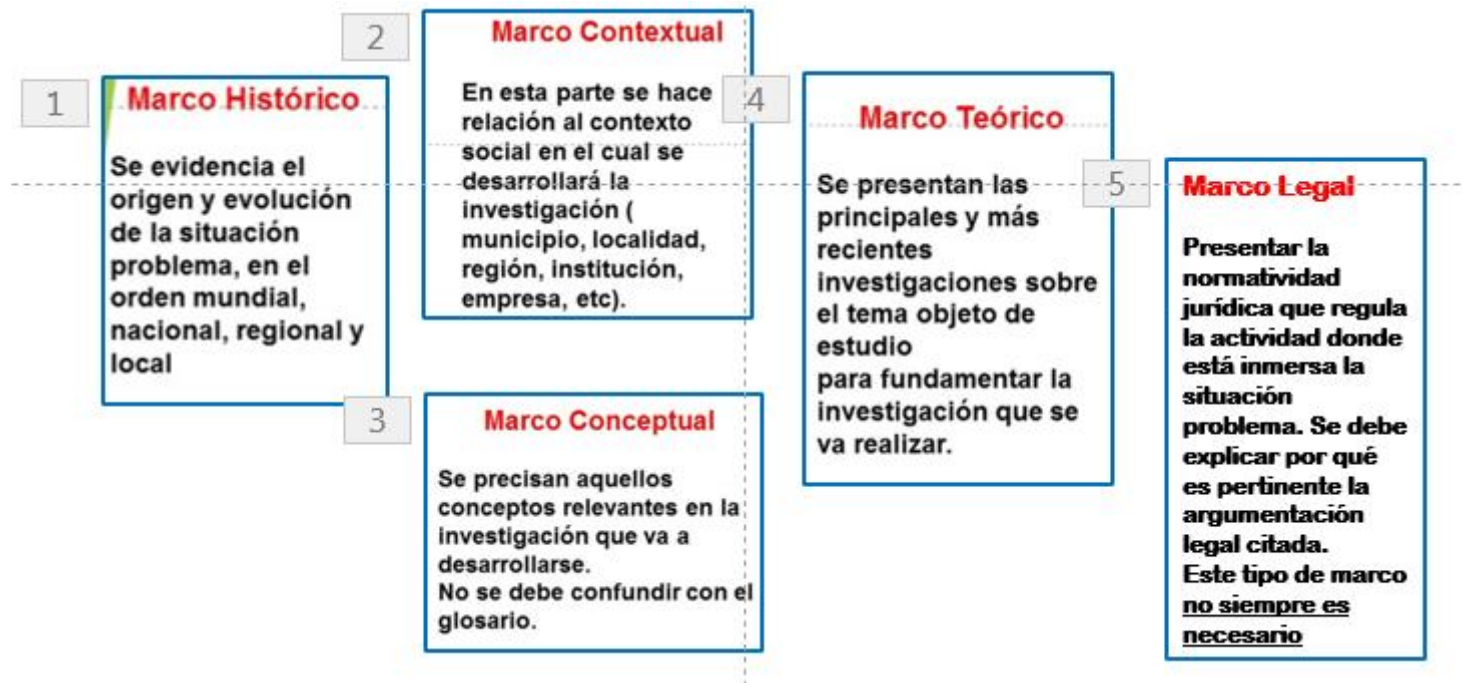 1
Marco Histórico
Se evidencia el
origen y evolución
de la situación
problema, en el
orden mundial,
nacional, regional y
local
2
Marco Contextual
En esta parte se hace
relación al contexto
social en el cual se
desarrollará la
investigación (
municipio, localidad,
región, institución,
empresa, etc).
3
Marco Conceptual
Se precisan aquellos
conceptos relevantes en la
investigación que va a
desarrollarse.
No se debe confundir con el
glosario.
4
Marco Teórico
Se presentan las
principales y más
recientes
investigaciones sobre
el tema objeto de
estudio
para fundamentar la
investigación que se
va realizar.
5
Marco Legal
Presentar la
normatividad
jurídica que regula
la actividad donde
está inmersa la
situación
problema. Se debe
explicar por qué
es pertinente la
argumentación
legal citada.
Este tipo de marco
no siempre es
necesario